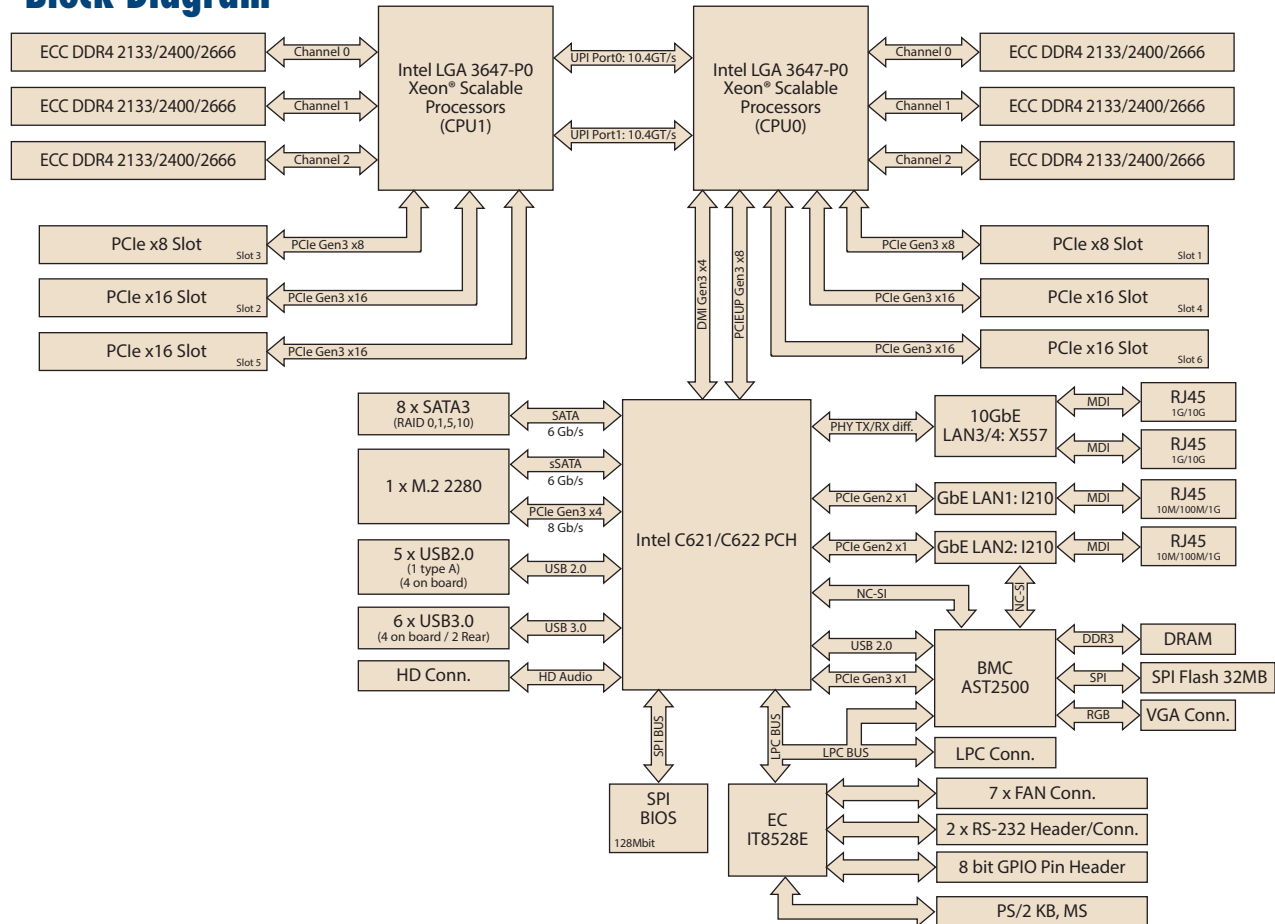 Block Diagram
ECC DDR4 2133/2400/2666
Channel 0
ECC DDR4 2133/2400/2666
Channel 1
ECC DDR4 2133/2400/2666
Channel 2
Intel LGA 3647-P0
Xeon® Scalable
Processors
(CPU1)
UPI Port0: 10.4GT/s
UPI Port1: 10.4GT/s
Intel LGA 3647-P0
Xeon® Scalable
Processors
(CPU0)
Channel 0
ECC DDR4 2133/2400/2666
Channel 1
ECC DDR4 2133/2400/2666
Channel 2
ECC DDR4 2133/2400/2666
PCIe x8 Slot
Slot 3
PCIe Gen3 x8
PCIe x16 Slot
Slot 2
PCIe Gen3 x16
PCIe x16 Slot
Slot 5
PCIe Gen3 x16
DMI Gen3 x4
PCIEUP Gen3 x8
PCIe Gen3 x8
PCIe x8 Slot
Slot 1
PCIe Gen3 x16
PCIe x16 Slot
Slot 4
PCIe Gen3 x16
PCIe x16 Slot
Slot 6
8 x SATA3
(RAID 0,1,5,10)
SATA
6 Gb/s
1 x M.2 2280
sSATA
6 Gb/s
PCIe Gen3 x4
8 Gb/s
5 x USB2.0
(1 type A)
(4 on board)
USB 2.0
6 x USB3.0
(4 on board / 2 Rear)
USB 3.0
HD Conn.
HD Audio
Intel C621/C622 PCH
PHY TX/RX diff.
10GbE
LAN3/4: X557
MDI
RJ45
1G/10G
MDI
RJ45
1G/10G
PCIe Gen2 x1
GbE LAN1: I210
MDI
RJ45
10M/100M/1G
PCIe Gen2 x1
GbE LAN2: I210
MDI
RJ45
10M/100M/1G
NC-SI
NC-SI
USB 2.0
PCIe Gen3 x1
BMC
AST2500
DDR3
DRAM
SPI
SPI Flash 32MB
RGB
VGA Conn.
SPI BUS
LPC BUS
LPC BUS
LPC Conn.
SPI
BIOS
128Mbit
EC
IT8528E
7 x FAN Conn.
2 x RS-232 Header/Conn.
8 bit GPIO Pin Header
PS/2 KB, MS